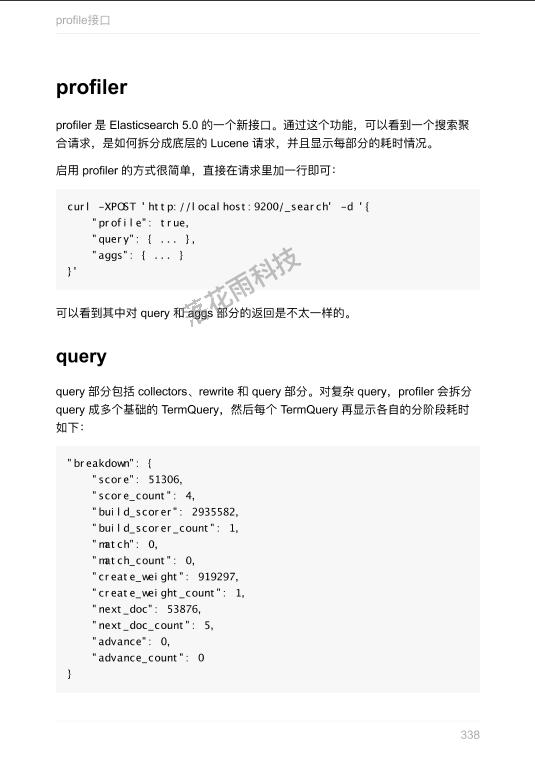 profile接口
profiler
profiler 是 Elasticsearch 5.0 的一个新接口。通过这个功能，可以看到一个搜索聚
合请求，是如何拆分成底层的 Lucene 请求，并且显示每部分的耗时情况。
启用 profiler 的方式很简单，直接在请求里加一行即可：
curl -XPOST 'http://localhost:9200/_search' -d '{
    "profile": true,
    "query": { ... },
    "aggs": { ... }
}'
落花雨科技
可以看到其中对 query 和 aggs 部分的返回是不太一样的。
query
query 部分包括 collectors、rewrite 和 query 部分。对复杂 query，profiler 会拆分
query 成多个基础的 TermQuery，然后每个 TermQuery 再显示各自的分阶段耗时
如下：
"breakdown": {
    "score": 51306,
    "score_count": 4,
    "build_scorer": 2935582,
    "build_scorer_count": 1,
    "match": 0,
    "match_count": 0,
    "create_weight": 919297,
    "create_weight_count": 1,
    "next_doc": 53876,
    "next_doc_count": 5,
    "advance": 0,
    "advance_count": 0
}
338